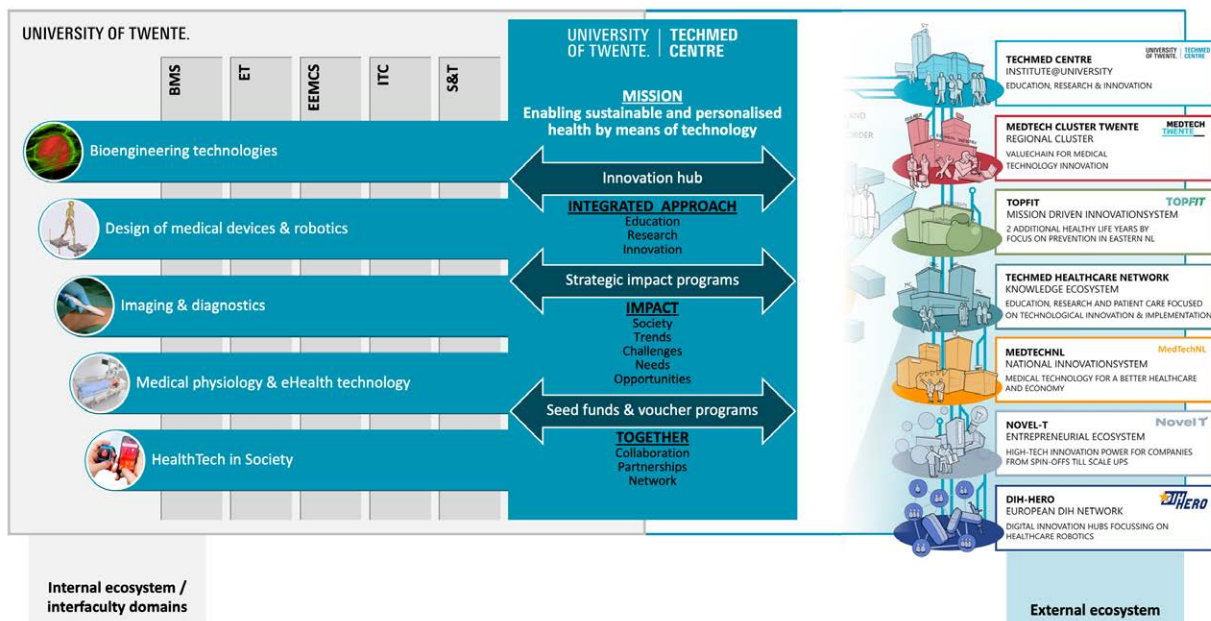 UNIVERSITY OF TWENTE.
BMS
ET
EEMCS
ITC
S&T
Bioengineering technologies
Design of medical devices & robotics
Imaging & diagnostics
Medical physiology & eHealth technology
HealthTech in Society
Internal ecosystem /
interfaculty domains
UNIVERSITY OF TWENTE. | TECHMED CENTRE
MISSION
Enabling sustainable and personalised
health by means of technology
Innovation hub
INTEGRATED APPROACH
Education
Research
Innovation
Strategic impact programs
IMPACT
Society
Trends
Challenges
Needs
Opportunities
Seed funds & voucher programs
TOGETHER
Collaboration
Partnerships
Network
TECHMED CENTRE
INSTITUTE@UNIVERSITY
EDUCATION, RESEARCH & INNOVATION
UNIVERSITY OF TWENTE. | TECHMED CENTRE
MEDTECH CLUSTER TWENTE
REGIONAL CLUSTER
VALUECHAIN FOR MEDICAL
TECHNOLOGY INNOVATION
MEDTECH
TWENTE
TOPFIT
MISSION DRIVEN INNOVATIONSYSTEM
2 ADDITIONAL HEALTHY LIFE YEARS BY
FOCUS ON PREVENTION IN EASTERN NL
TOPFIT
TECHMED HEALTHCARE NETWORK
KNOWLEDGE ECOSYSTEM
EDUCATION, RESEARCH AND PATIENT CARE FOCUSED
ON TECHNOLOGICAL INNOVATION & IMPLEMENTATION
MEDTECHNL
NATIONAL INNOVATIONSYSTEM
MEDICAL TECHNOLOGY FOR A BETTER HEALTHCARE
AND ECONOMY
MedTechNL
NOVEL-T
ENTREPRENEURIAL ECOSYSTEM
HIGH-TECH INNOVATION POWER FOR COMPANIES
FROM SPIN-OFFS TILL SCALE UPS
Novel T
DIH-HERO
EUROPEAN DIH NETWORK
DIGITAL INNOVATION HUBS FOCUSSING ON
HEALTHCARE ROBOTICS
DIH HERO
External ecosystem